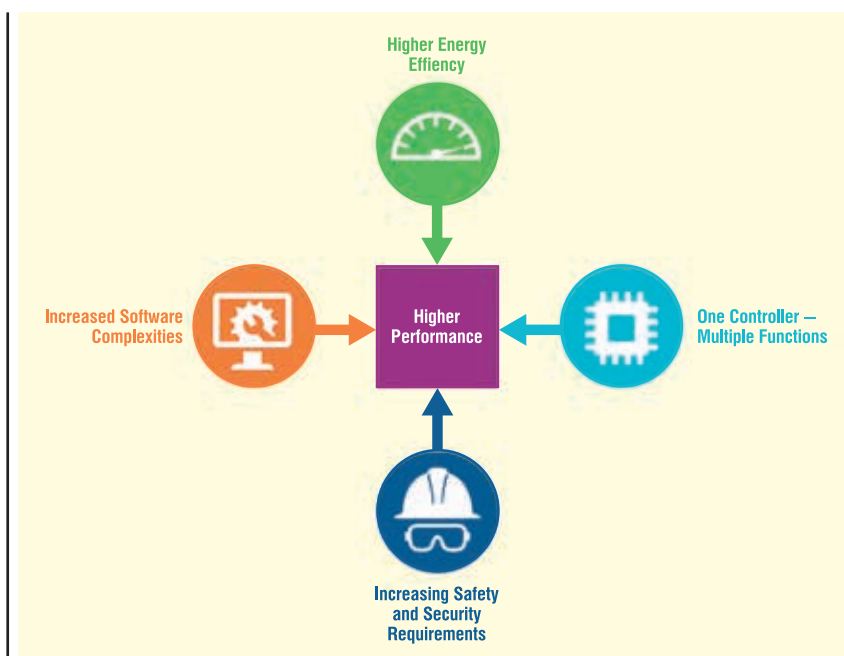 Higher Energy
Effiency
Increased Software
Complexities
Higher
Performance
One Controller —
Multiple Functions
Increasing Safety
and Security
Requirements